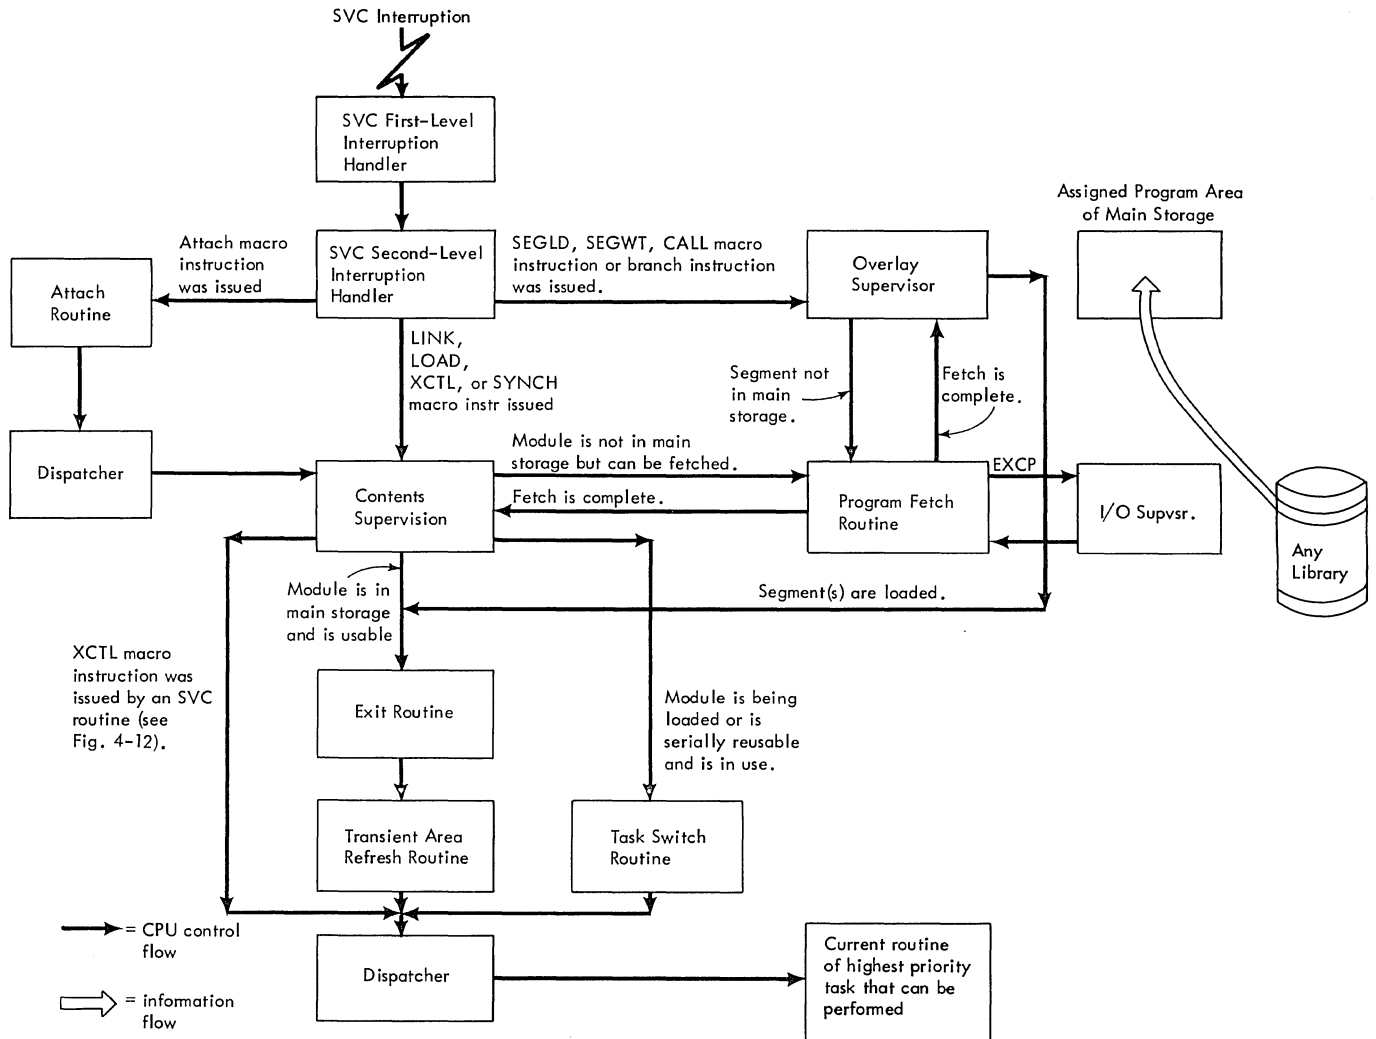 SVC Interruption
SVC First-Level
Interruption
Handler
Assigned Program Area
of Main Storage
Attach macro
instruction
was issued
SVC Second-Level
Interruption
Handler
SEGLD, SEGWT, CALL macro
instruction or branch instruction
was issued.
Overlay
Supervisor
Attach
Routine
LINK,
LOAD,
XCTL, or SYNCH
macro instr issued
Segment not
in main
storage.
Fetch is
complete.
Dispatcher
Module is not in main
storage but can be fetched.
Fetch is complete.
Contents
Supervision
Program Fetch
Routine
EXCP
I/O Supvsr.
Any
Library
Module is in
main storage
and is usable
Segment(s) are loaded.
XCTL macro
instruction was
issued by an SVC
routine (see
Fig. 4-12).
Exit Routine
Module is being
loaded or is
serially reusable
and is in use.
Transient Area
Refresh Routine
Task Switch
Routine
= CPU control
flow
= information
flow
Dispatcher
Current routine
of highest priority
task that can be
performed